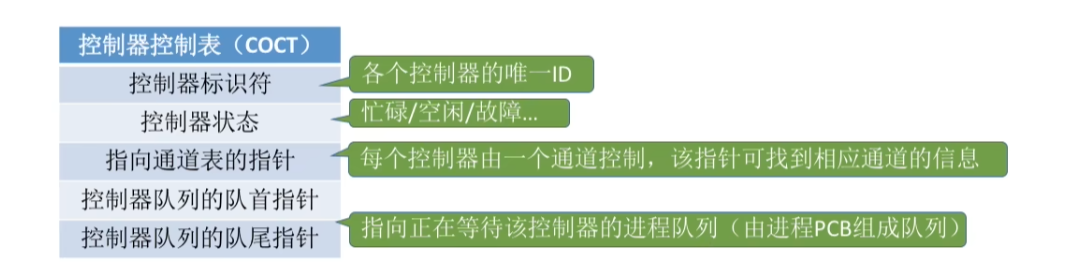 控制器控制表（COCT）
控制器标识符
各个控制器的唯一ID
控制器状态
忙碌/空闲/故障...
指向通道表的指针
每个控制器由一个通道控制，该指针可找到相应通道的信息
控制器队列的队首指针
控制器队列的队尾指针
指向正在等待该控制器的进程队列（由进程PCB组成队列）